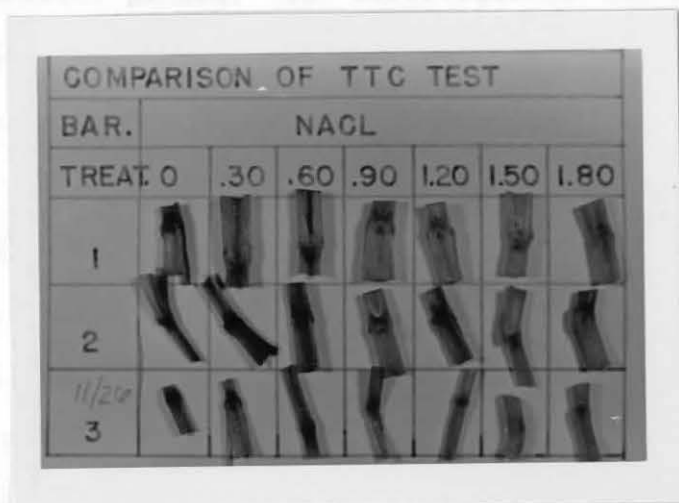 COMPARISON OF TTC TEST
BAR. NACL
TREAT. 0 .30 .60 .90 1.20 1.50 1.80
1
2
11/26
3